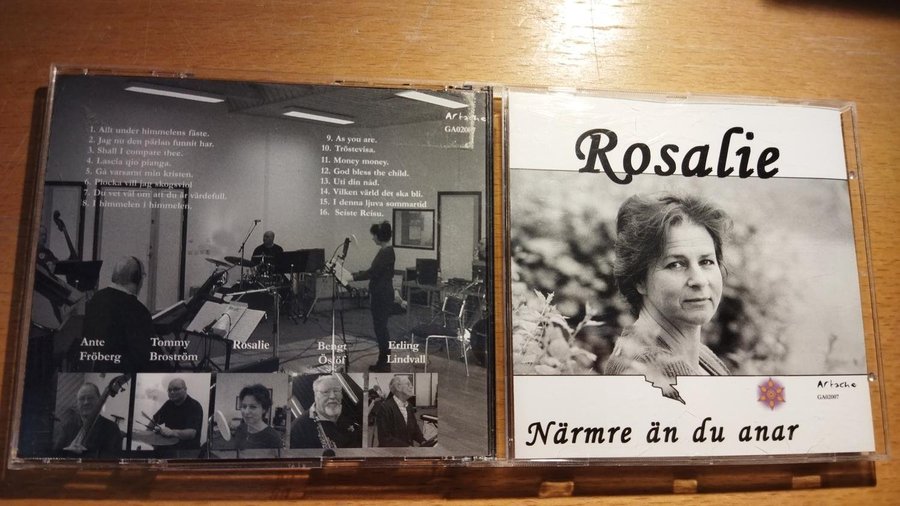 1. Allt under himmelens fäste.
2. Jag nu den pärlan funnit har.
3. Shall I compare thee.
4. Lascia qio pianga.
5. Gå varsamt min kristen.
6. Plocka vill jag skogsviol
7. Du vet väl om att du är värdefull.
8. I himmelen I himmelen.
9. As you are.
10. Tröstevisa.
11. Money money.
12. God bless the child.
13. Uti din nåd.
14. Vilken värld det ska bli.
15. I denna ljuva sommartid
16. Seiste Reisu.
Artache
GA02007
Ante
Fröberg
Tommy
Broström
Rosalie
Bengt
Öslöf
Erling
Lindvall
Rosalie
Artache
GA02007
Närmre än du anar